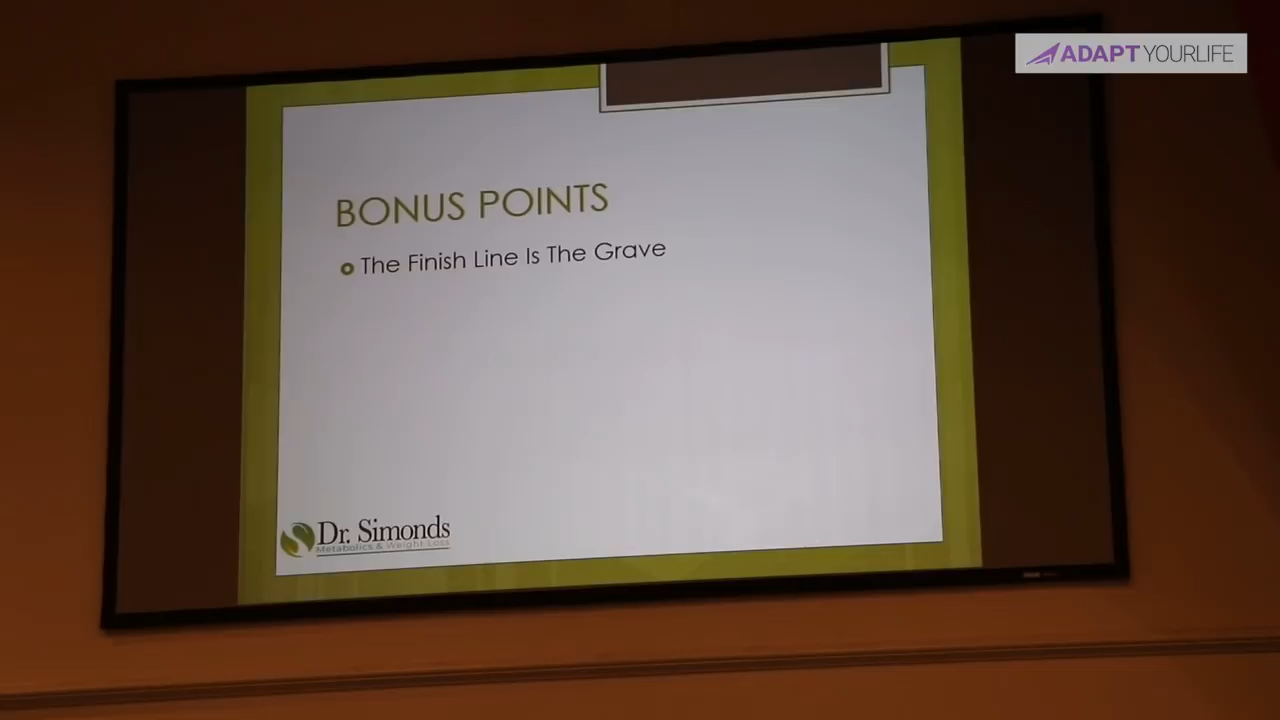 ADAPT YOURLIFE
BONUS POINTS
The Finish Line Is The Grave
Dr. Simonds
Metabolics & Weight Loss